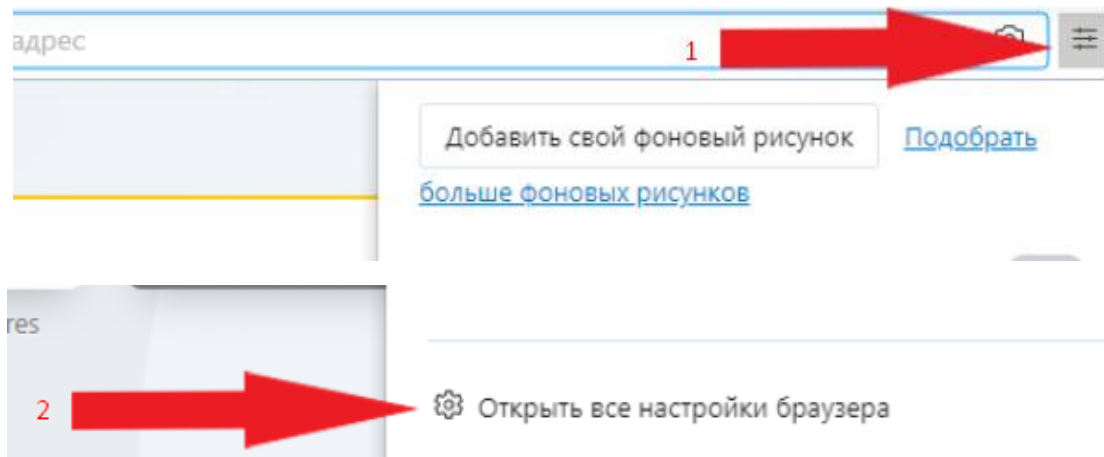 адрес
1
Добавить свой фоновый рисунок Подобрать
больше фоновых рисунков
res
2 Открыть все настройки браузера